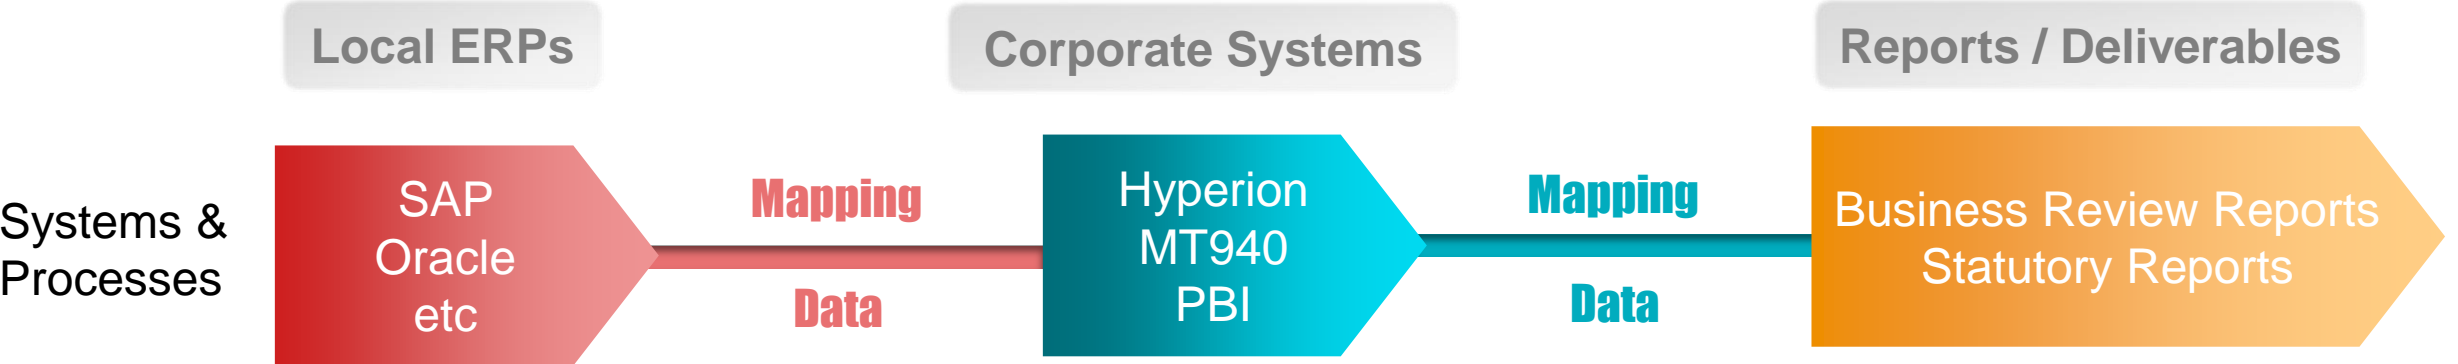 Local ERPs
Corporate Systems
Reports / Deliverables
Systems &
Processes
SAP
Oracle
etc
Mapping
Data
Hyperion
MT940
PBI
Mapping
Data
Business Review Reports
Statutory Reports